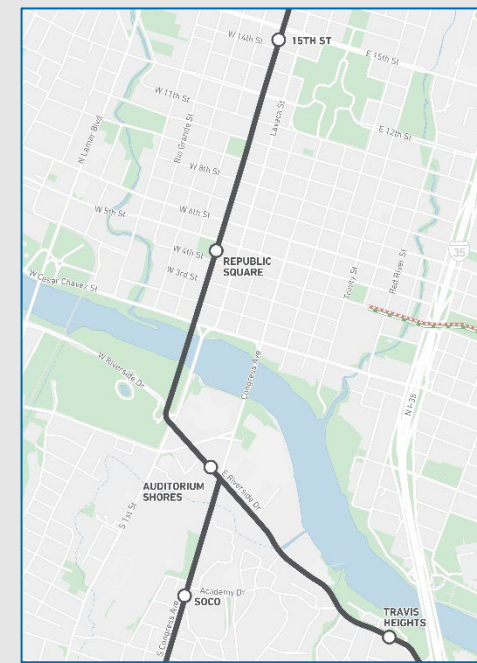 W 14th St
15TH ST
E 15th St
W 11th St
Rio Grande St
N Lamar Blvd
Lavaca St
E 12th St
W 8th St
W 6th St
W 5th St
W 4th St
REPUBLIC
SQUARE
W 3rd St
35
Red River St
Trinity St
W Cesar Chavez St
W Riverside Dr
Congress Ave
N I-35
AUDITORIUM
SHORES
E Riverside Dr
S 1st St
Academy Dr
SOCO
S Congress Ave
TRAVIS
HEIGHTS